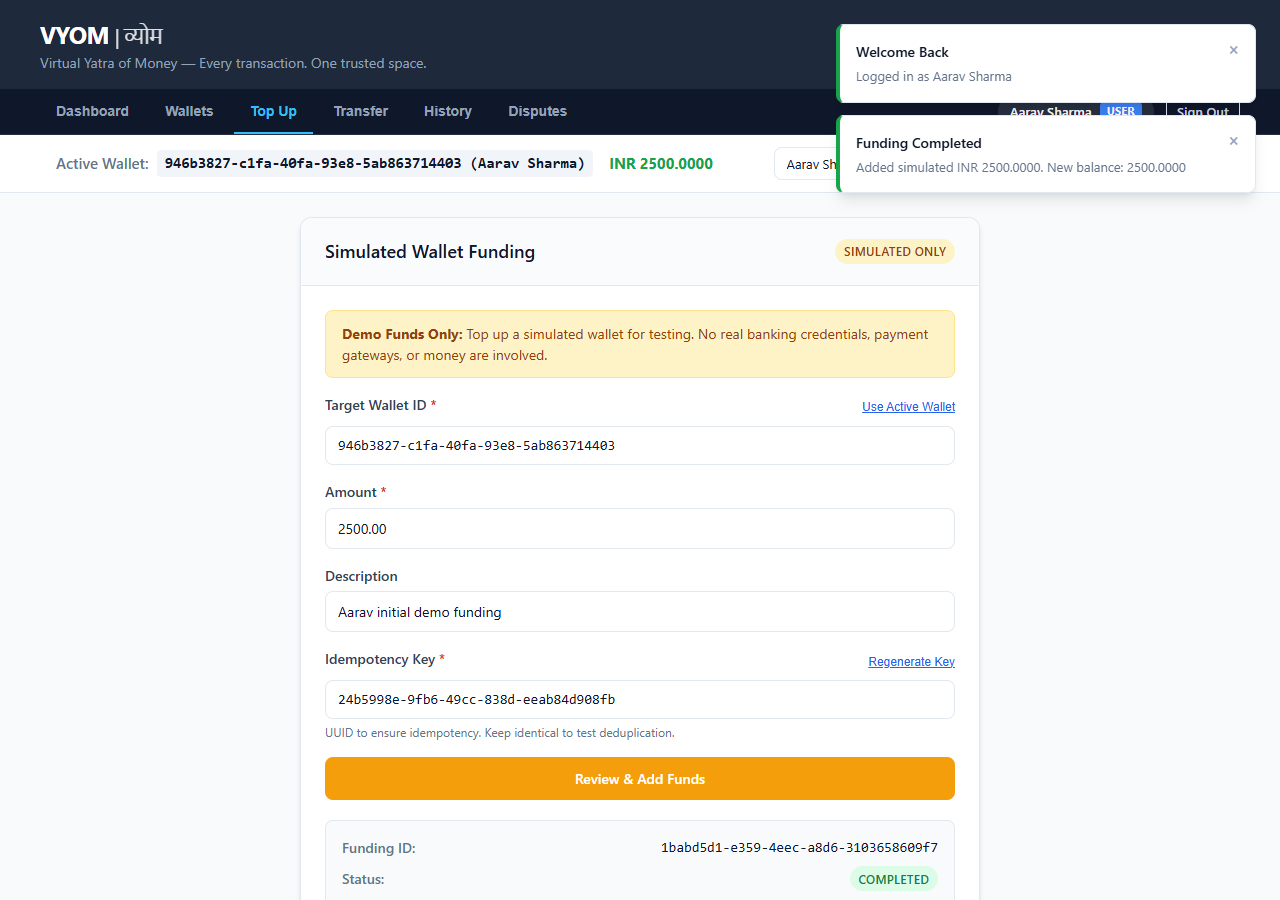 VYOM | व्योम
Virtual Yatra of Money — Every transaction. One trusted space.
Welcome Back ×
Logged in as Aarav Sharma
Dashboard Wallets Top Up Transfer History Disputes Aarav Sharma USER Sign Out
Funding Completed ×
Added simulated INR 2500.0000. New balance: 2500.0000
Active Wallet: 946b3827-c1fa-40fa-93e8-5ab863714403 (Aarav Sharma) INR 2500.0000 Aarav Sh
Simulated Wallet Funding SIMULATED ONLY
Demo Funds Only: Top up a simulated wallet for testing. No real banking credentials, payment
gateways, or money are involved.
Target Wallet ID * Use Active Wallet
946b3827-c1fa-40fa-93e8-5ab863714403
Amount *
2500.00
Description
Aarav initial demo funding
Idempotency Key * Regenerate Key
24b5998e-9fb6-49cc-838d-eeab84d908fb
UUID to ensure idempotency. Keep identical to test deduplication.
Review & Add Funds
Funding ID: 1babd5d1-e359-4eec-a8d6-3103658609f7
Status: COMPLETED